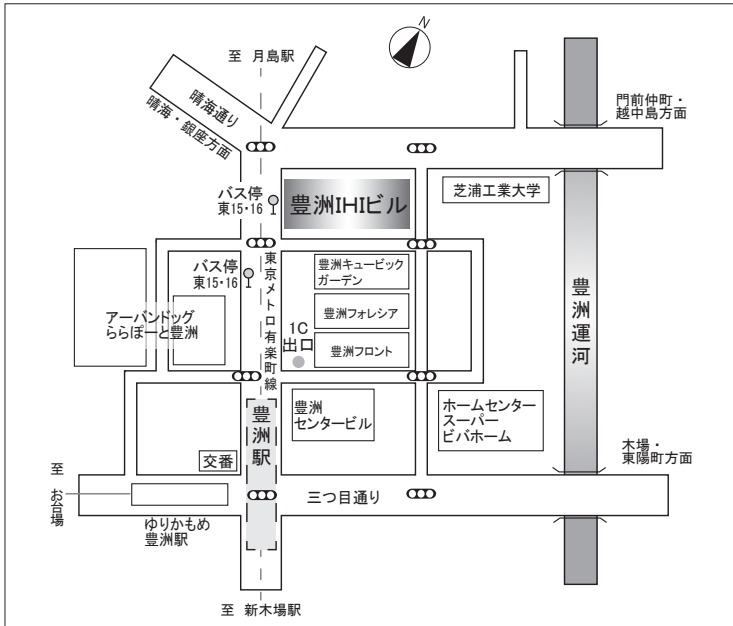 N
至 月島駅
晴海通り
晴海・銀座方面
門前仲町・
越中島方面
バス停
東15・16
豊洲IHIビル
芝浦工業大学
バス停
東15・16
東京メトロ有楽町線
豊洲キュービック
ガーデン
豊洲フォレシア
豊洲フロント
アーバンドッグ
ららぽーと豊洲
1C
出口
豊洲運河
豊洲駅
豊洲
センタービル
ホームセンター
スーパー
ビバホーム
交番
木場・
東陽町方面
至 お台場
三つ目通り
ゆりかもめ
豊洲駅
至 新木場駅